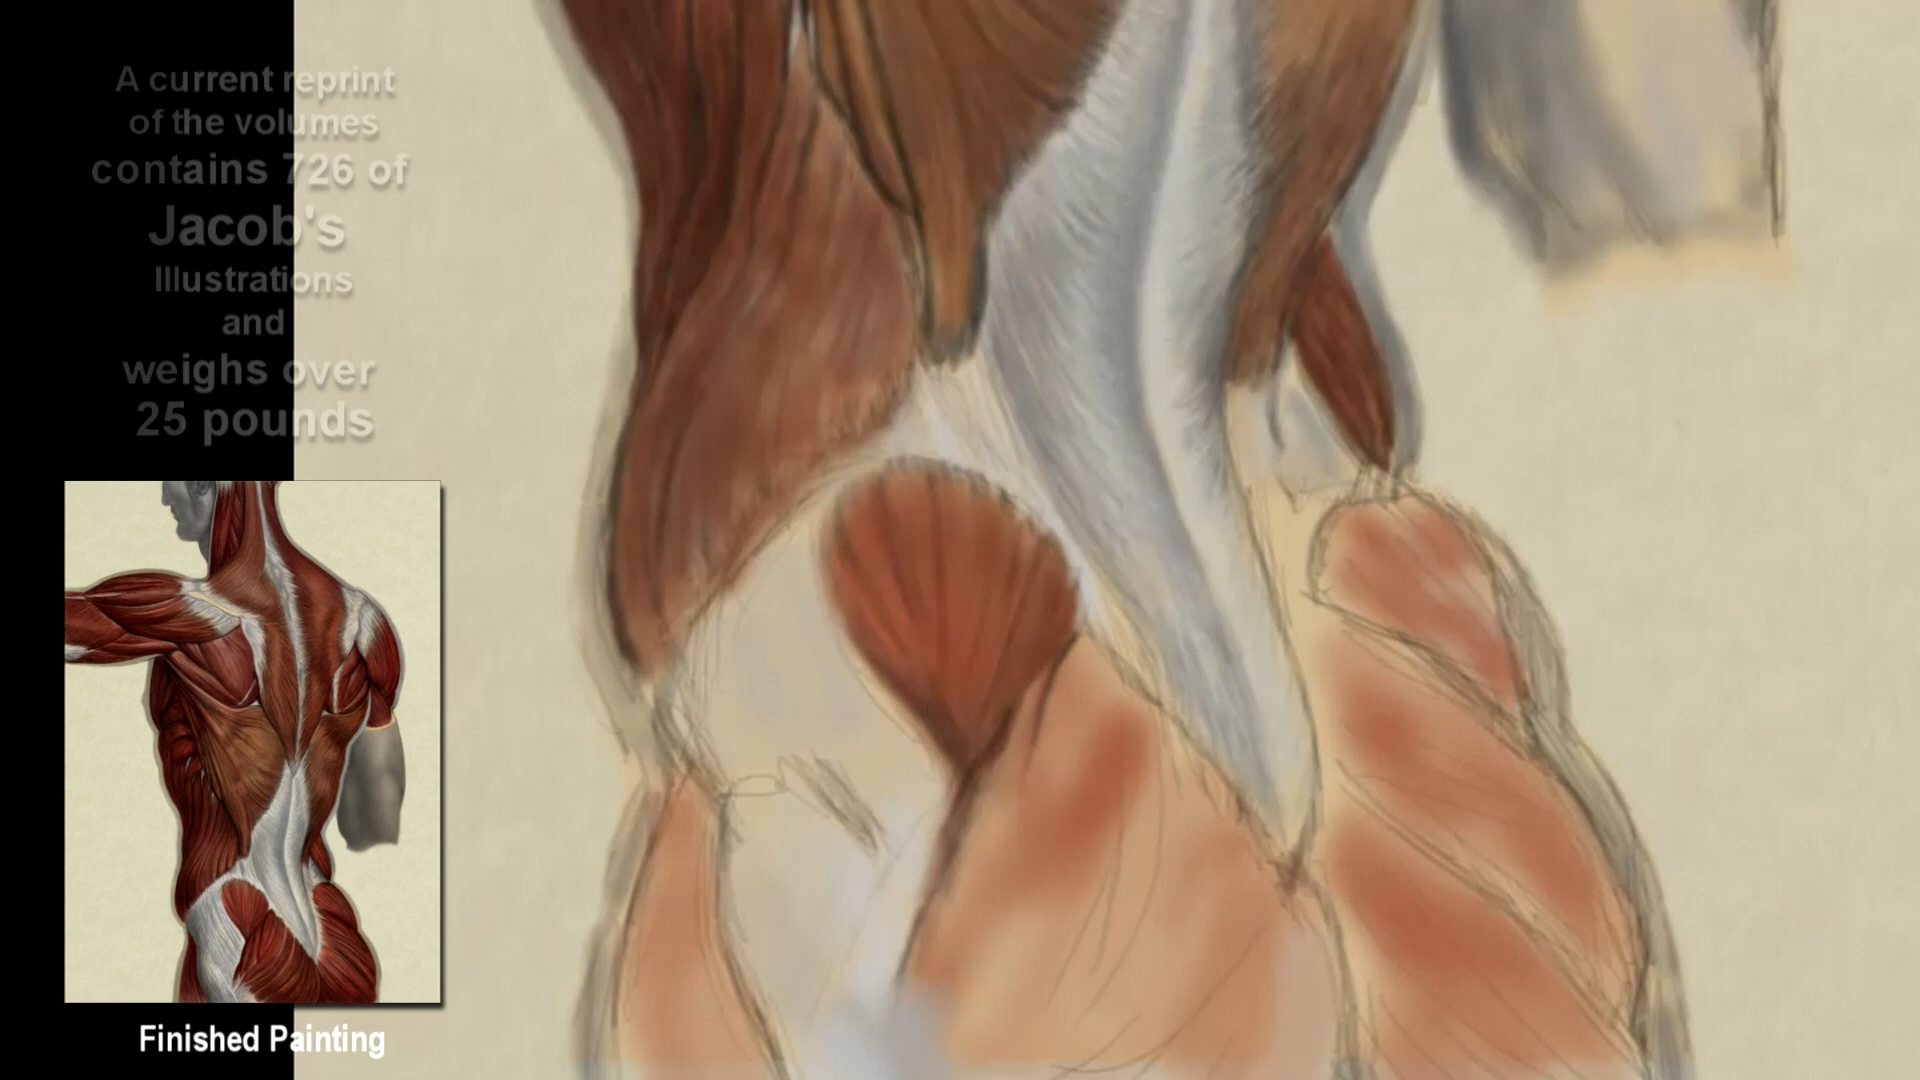 A current reprint
of the volumes
contains 726 of
Jacob's
Illustrations
and
weighs over
25 pounds
Finished Painting